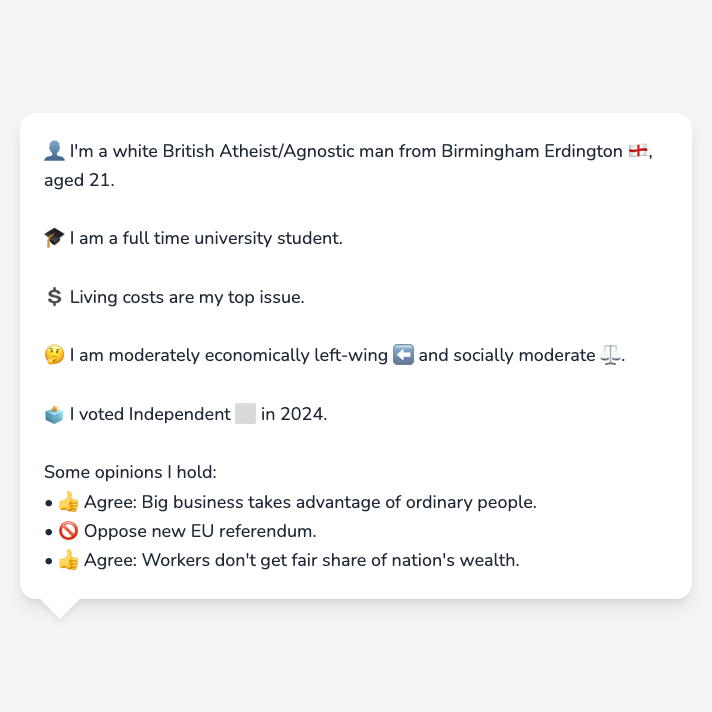 👤 I'm a white British Atheist/Agnostic man from Birmingham Erdington 🏴󠁧󠁢󠁥󠁮󠁧󠁿,
aged 21.
🎓 I am a full time university student.
💲 Living costs are my top issue.
🤔 I am moderately economically left-wing ⬅️ and socially moderate ⚖️.
🗳️ I voted Independent ⬜ in 2024.
Some opinions I hold:
• 👍 Agree: Big business takes advantage of ordinary people.
• 🚫 Oppose new EU referendum.
• 👍 Agree: Workers don't get fair share of nation's wealth.